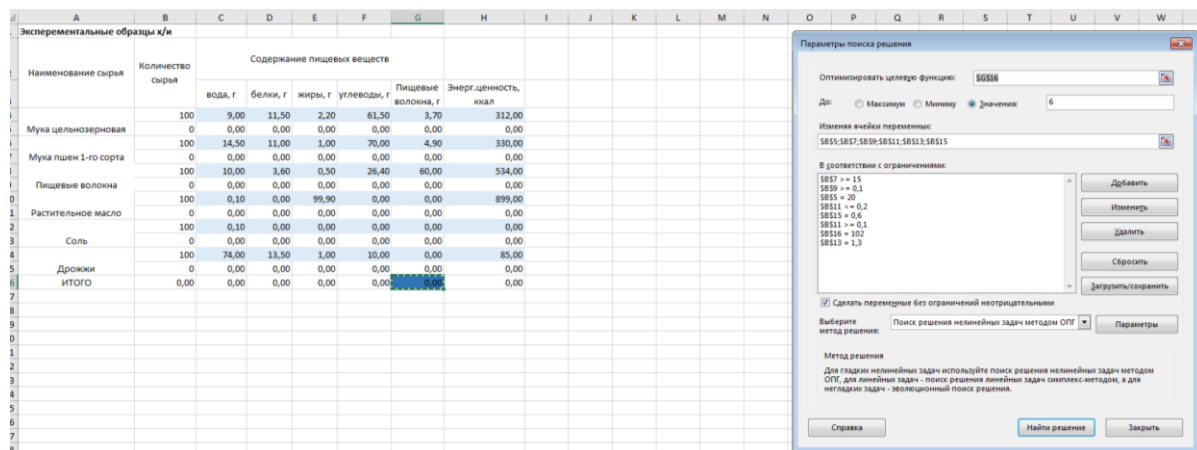 A B C D E F G H I J K L M N O P Q R S T U V W
Эксперементальные образцы х/и
Наименование сырья Количество сырья Содержание пищевых веществ
вода, г белки, г жиры, г углеводы, г Пищевые волокна, г Энерг.ценность, ккал
100 9,00 11,50 2,20 61,50 3,70 312,00
Мука цельнозерновая 0 0,00 0,00 0,00 0,00 0,00 0,00
100 14,50 11,00 1,00 70,00 4,90 330,00
Мука пшен 1-го сорта 0 0,00 0,00 0,00 0,00 0,00 0,00
100 10,00 3,60 0,50 26,40 60,00 534,00
Пищевые волокна 0 0,00 0,00 0,00 0,00 0,00 0,00
100 0,10 0,00 99,90 0,00 0,00 899,00
Растительное масло 0 0,00 0,00 0,00 0,00 0,00 0,00
100 0,10 0,00 0,00 0,00 0,00 0,00
Соль 0 0,00 0,00 0,00 0,00 0,00 0,00
100 74,00 13,50 1,00 10,00 0,00 85,00
Дрожжи 0 0,00 0,00 0,00 0,00 0,00 0,00
ИТОГО 0,00 0,00 0,00 0,00 0,00 0,00 0,00
Параметры поиска решения
Оптимизировать целевую функцию: $G$16
До: Максимум Миниму Значения: 6
Изменяя ячейки переменных:
$B$5;$B$7;$B$9;$B$11;$B$13;$B$15
В соответствии с ограничениями:
$B$7 >= 15
$B$9 >= 0,1
$B$5 = 20
$B$11 <= 0,2
$B$15 = 0,6
$B$11 >= 0,1
$B$16 = 102
$B$13 = 1,3
Добавить
Изменить
Удалить
Сбросить
Загрузить/сохранить
Сделать переменные без ограничений неотрицательными
Выберите метод решения: Поиск решения нелинейных задач методом ОПГ Параметры
Метод решения
Для гладких нелинейных задач используйте поиск решения нелинейных задач методом
ОПГ, для линейных задач - поиск решения линейных задач симплекс-методом, а для
негладких задач - эволюционный поиск решения.
Справка Найти решение Закрыть